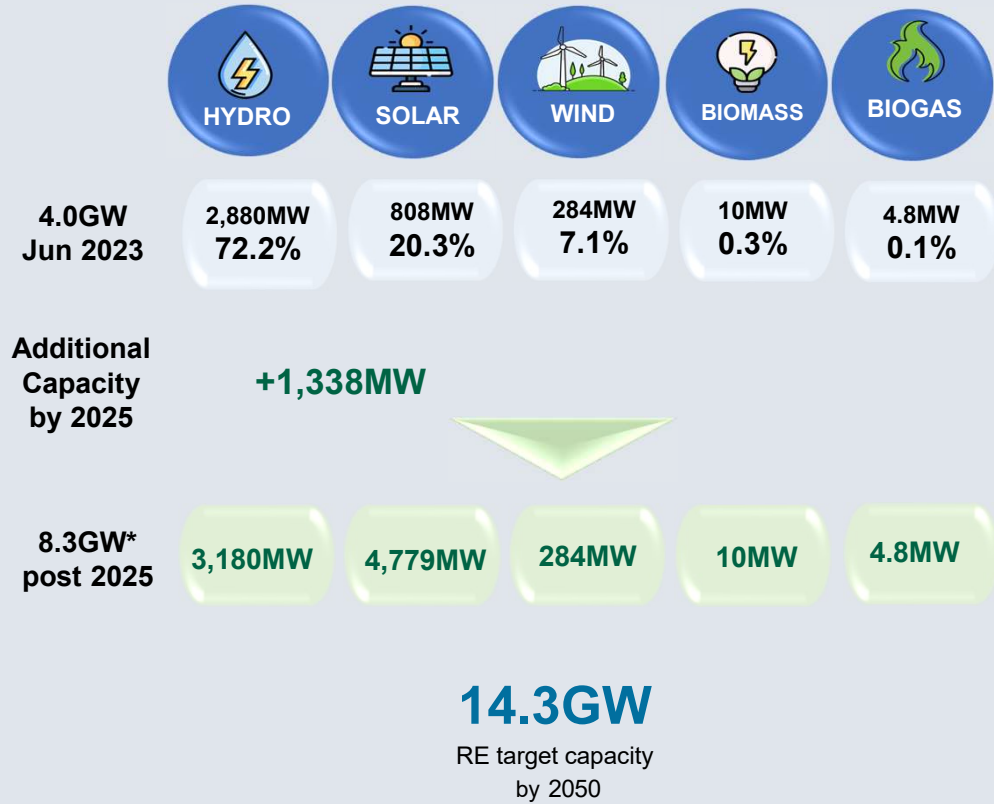 HYDRO
SOLAR
WIND
BIOMASS
BIOGAS
4.0GW
Jun 2023
2,880MW
72.2%
808MW
20.3%
284MW
7.1%
10MW
0.3%
4.8MW
0.1%
Additional
Capacity
by 2025
+1,338MW
8.3GW*
post 2025
3,180MW
4,779MW
284MW
10MW
4.8MW
14.3GW
RE target capacity
by 2050